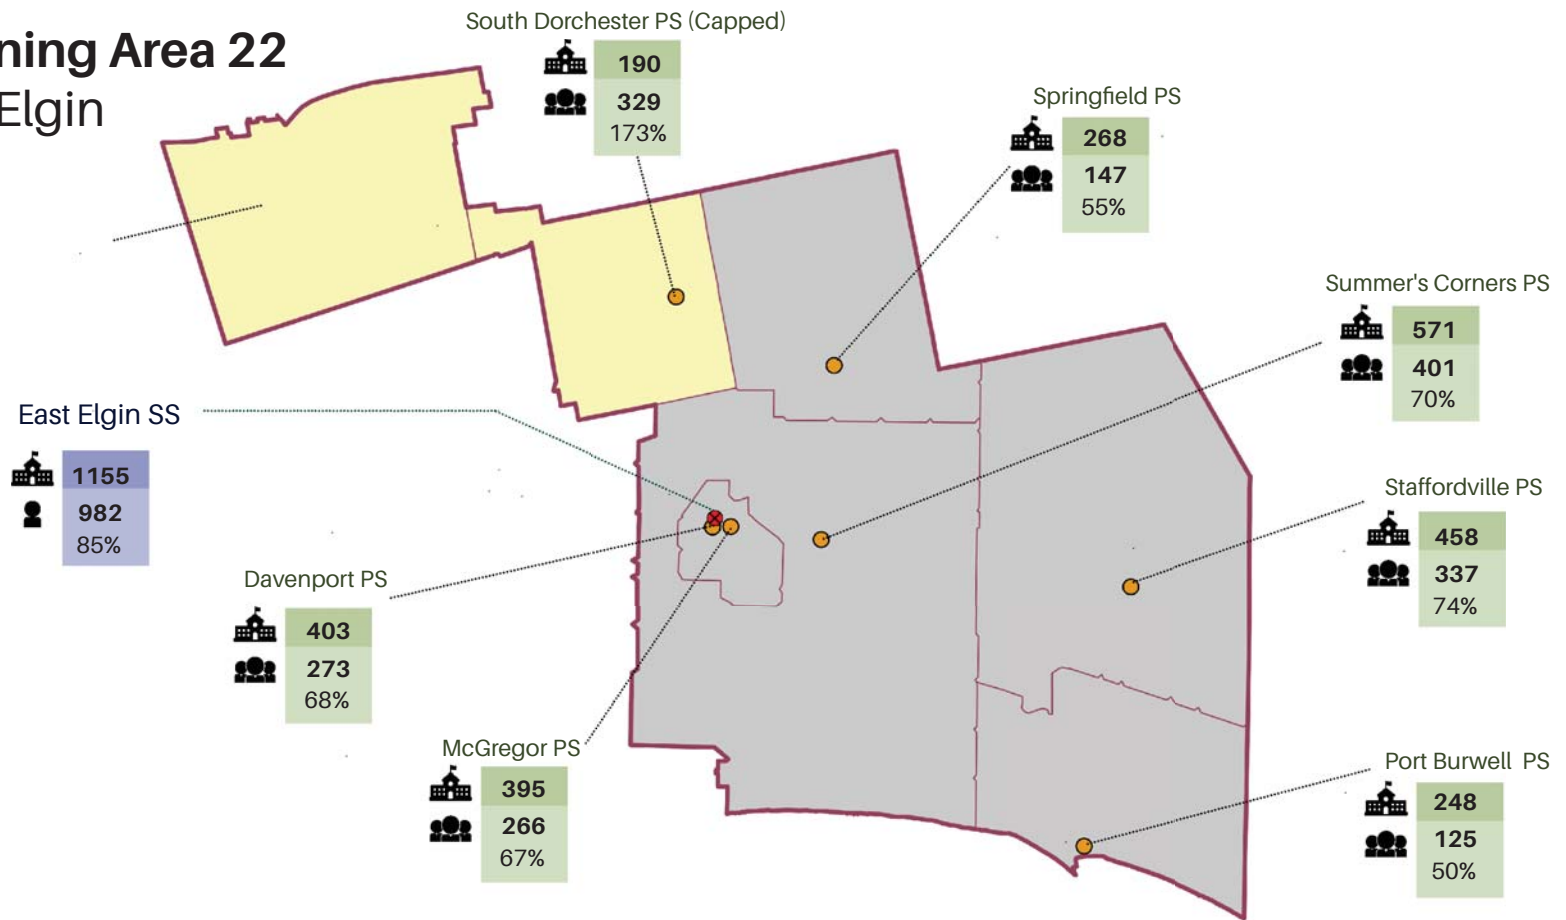 ning Area 22
Elgin
South Dorchester PS (Capped)
190
329
173%
Springfield PS
268
147
55%
Summer's Corners PS
571
401
70%
East Elgin SS
1155
982
85%
Staffordville PS
458
337
74%
Davenport PS
403
273
68%
McGregor PS
395
266
67%
Port Burwell PS
248
125
50%